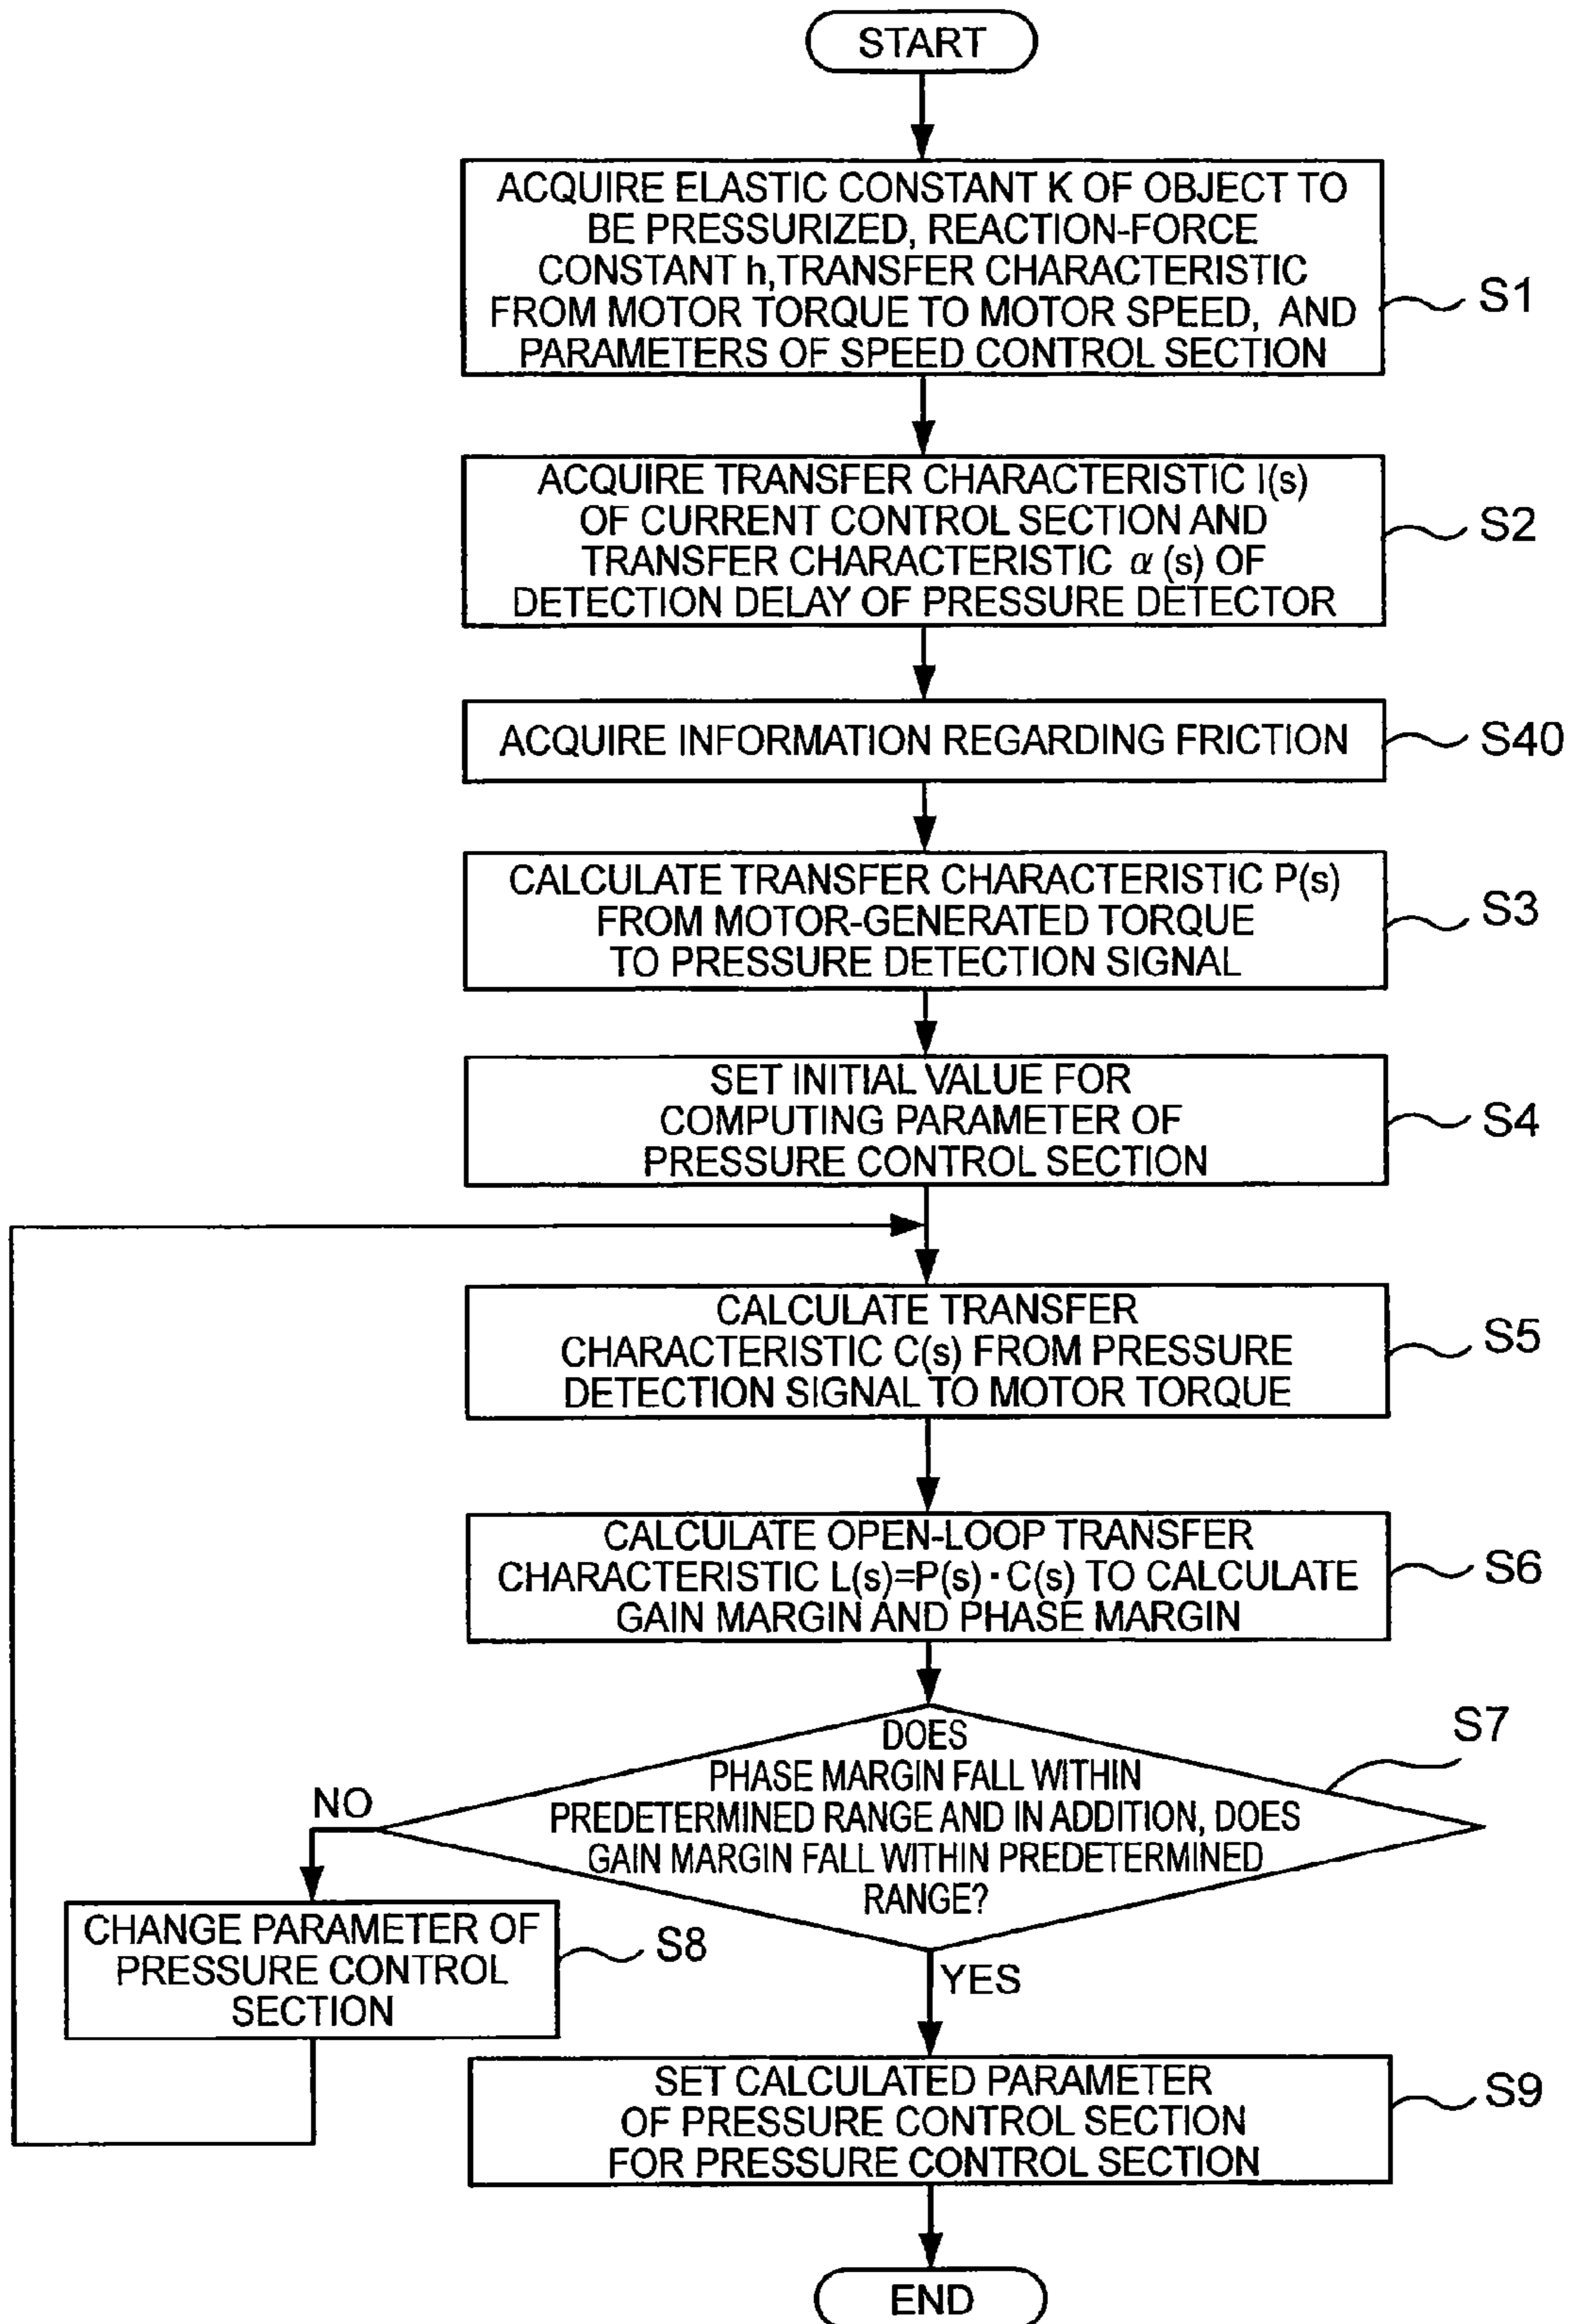 START
ACQUIRE ELASTIC CONSTANT K OF OBJECT TO
BE PRESSURIZED, REACTION-FORCE
CONSTANT h, TRANSFER CHARACTERISTIC
FROM MOTOR TORQUE TO MOTOR SPEED, AND
PARAMETERS OF SPEED CONTROL SECTION
S1
ACQUIRE TRANSFER CHARACTERISTIC I(s)
OF CURRENT CONTROL SECTION AND
TRANSFER CHARACTERISTIC α (s) OF
DETECTION DELAY OF PRESSURE DETECTOR
S2
ACQUIRE INFORMATION REGARDING FRICTION
S40
CALCULATE TRANSFER CHARACTERISTIC P(s)
FROM MOTOR-GENERATED TORQUE
TO PRESSURE DETECTION SIGNAL
S3
SET INITIAL VALUE FOR
COMPUTING PARAMETER OF
PRESSURE CONTROL SECTION
S4
CALCULATE TRANSFER
CHARACTERISTIC C(s) FROM PRESSURE
DETECTION SIGNAL TO MOTOR TORQUE
S5
CALCULATE OPEN-LOOP TRANSFER
CHARACTERISTIC L(s)=P(s)·C(s) TO CALCULATE
GAIN MARGIN AND PHASE MARGIN
S6
DOES
PHASE MARGIN FALL WITHIN
PREDETERMINED RANGE AND IN ADDITION, DOES
GAIN MARGIN FALL WITHIN PREDETERMINED
RANGE?
S7
NO
CHANGE PARAMETER OF
PRESSURE CONTROL
SECTION
S8
YES
SET CALCULATED PARAMETER
OF PRESSURE CONTROL SECTION
FOR PRESSURE CONTROL SECTION
S9
END